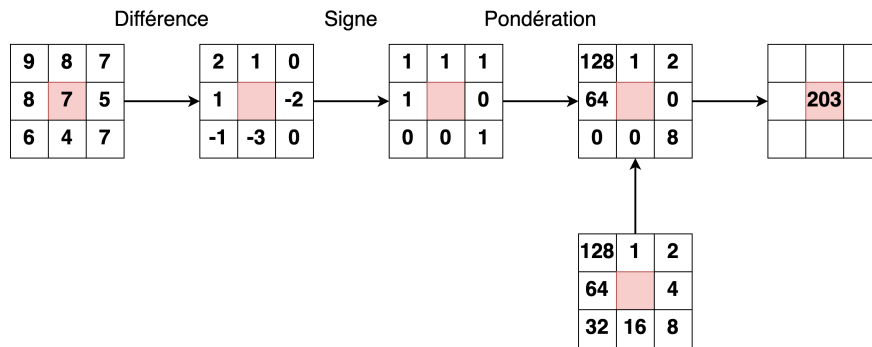 Différence Signe Pondération
9 8 7 2 1 0 1 1 1 128 1 2
8 7 5 1 -2 1 0 64 0 203
6 4 7 -1 -3 0 0 0 1 0 0 8
128 1 2
64 4
32 16 8